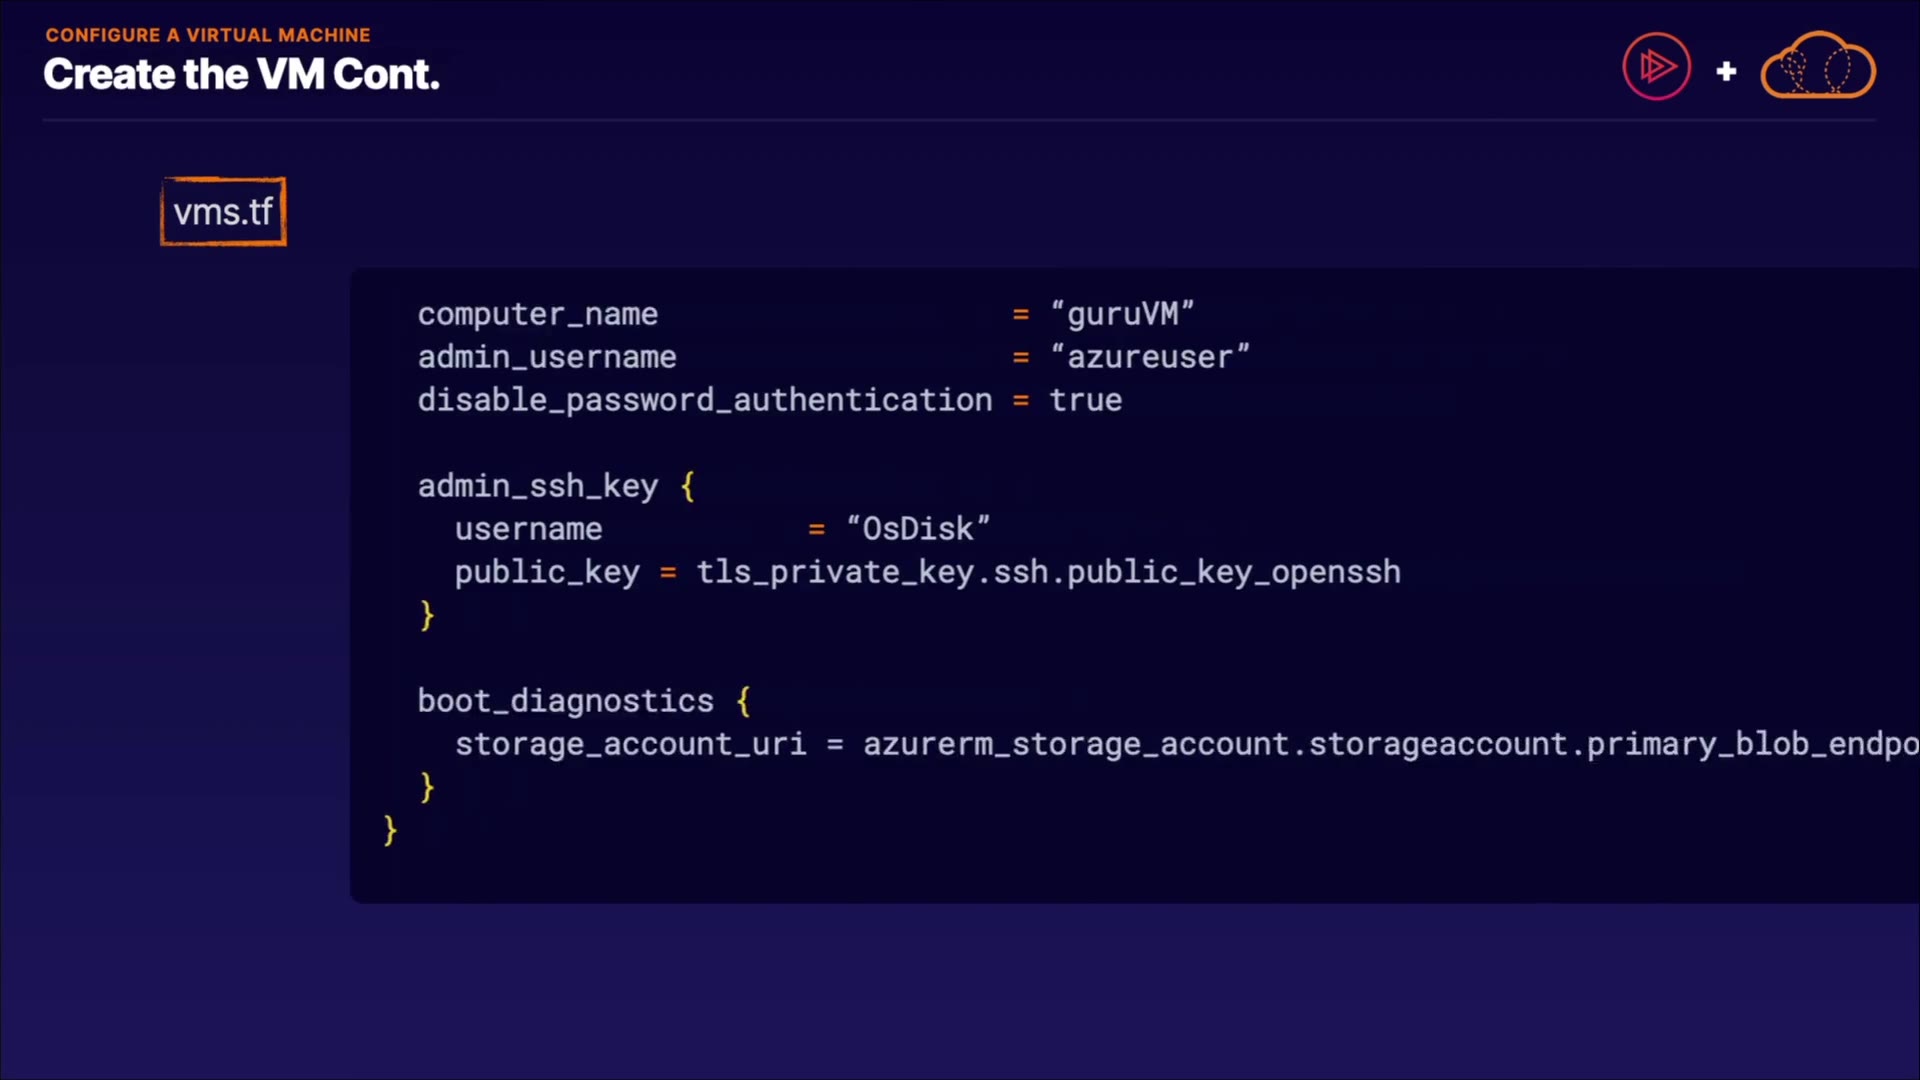 CONFIGURE A VIRTUAL MACHINE
Create the VM Cont.
+
vms.tf
computer_name = “guruVM”
admin_username = “azureuser”
disable_password_authentication = true
admin_ssh_key {
username = “OsDisk”
public_key = tls_private_key.ssh.public_key_openssh
}
boot_diagnostics {
storage_account_uri = azurerm_storage_account.storageaccount.primary_blob_endpo
}
}